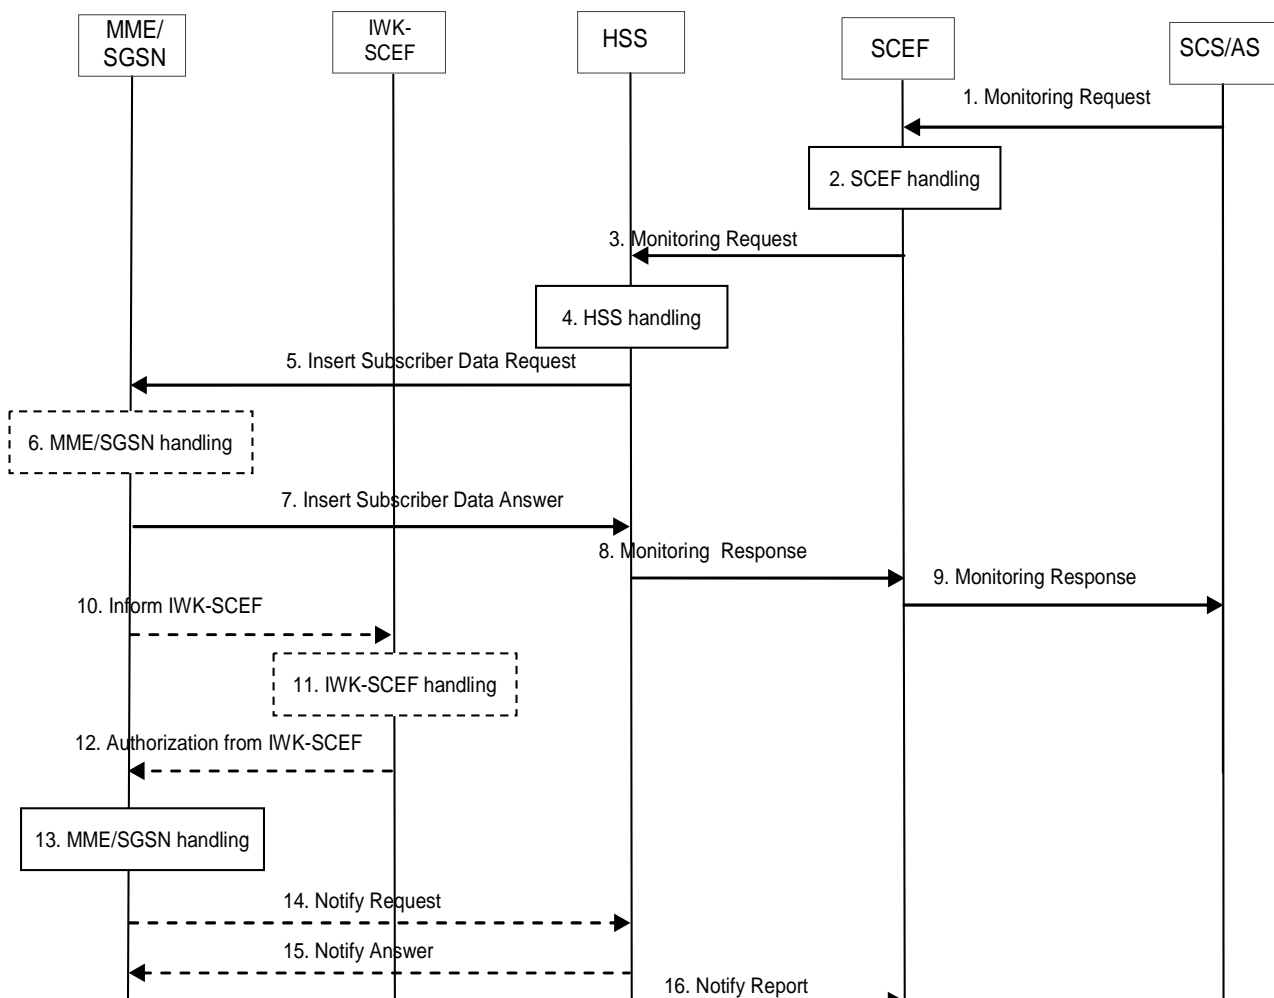 MME/
SGSN
IWK-
SCEF
HSS
SCEF
SCS/AS
1. Monitoring Request
2. SCEF handling
3. Monitoring Request
4. HSS handling
5. Insert Subscriber Data Request
6. MME/SGSN handling
7. Insert Subscriber Data Answer
8. Monitoring  Response
9. Monitoring Response
10. Inform IWK-SCEF
11. IWK-SCEF handling
12. Authorization from IWK-SCEF
13. MME/SGSN handling
14. Notify Request
15. Notify Answer
16. Notify Report